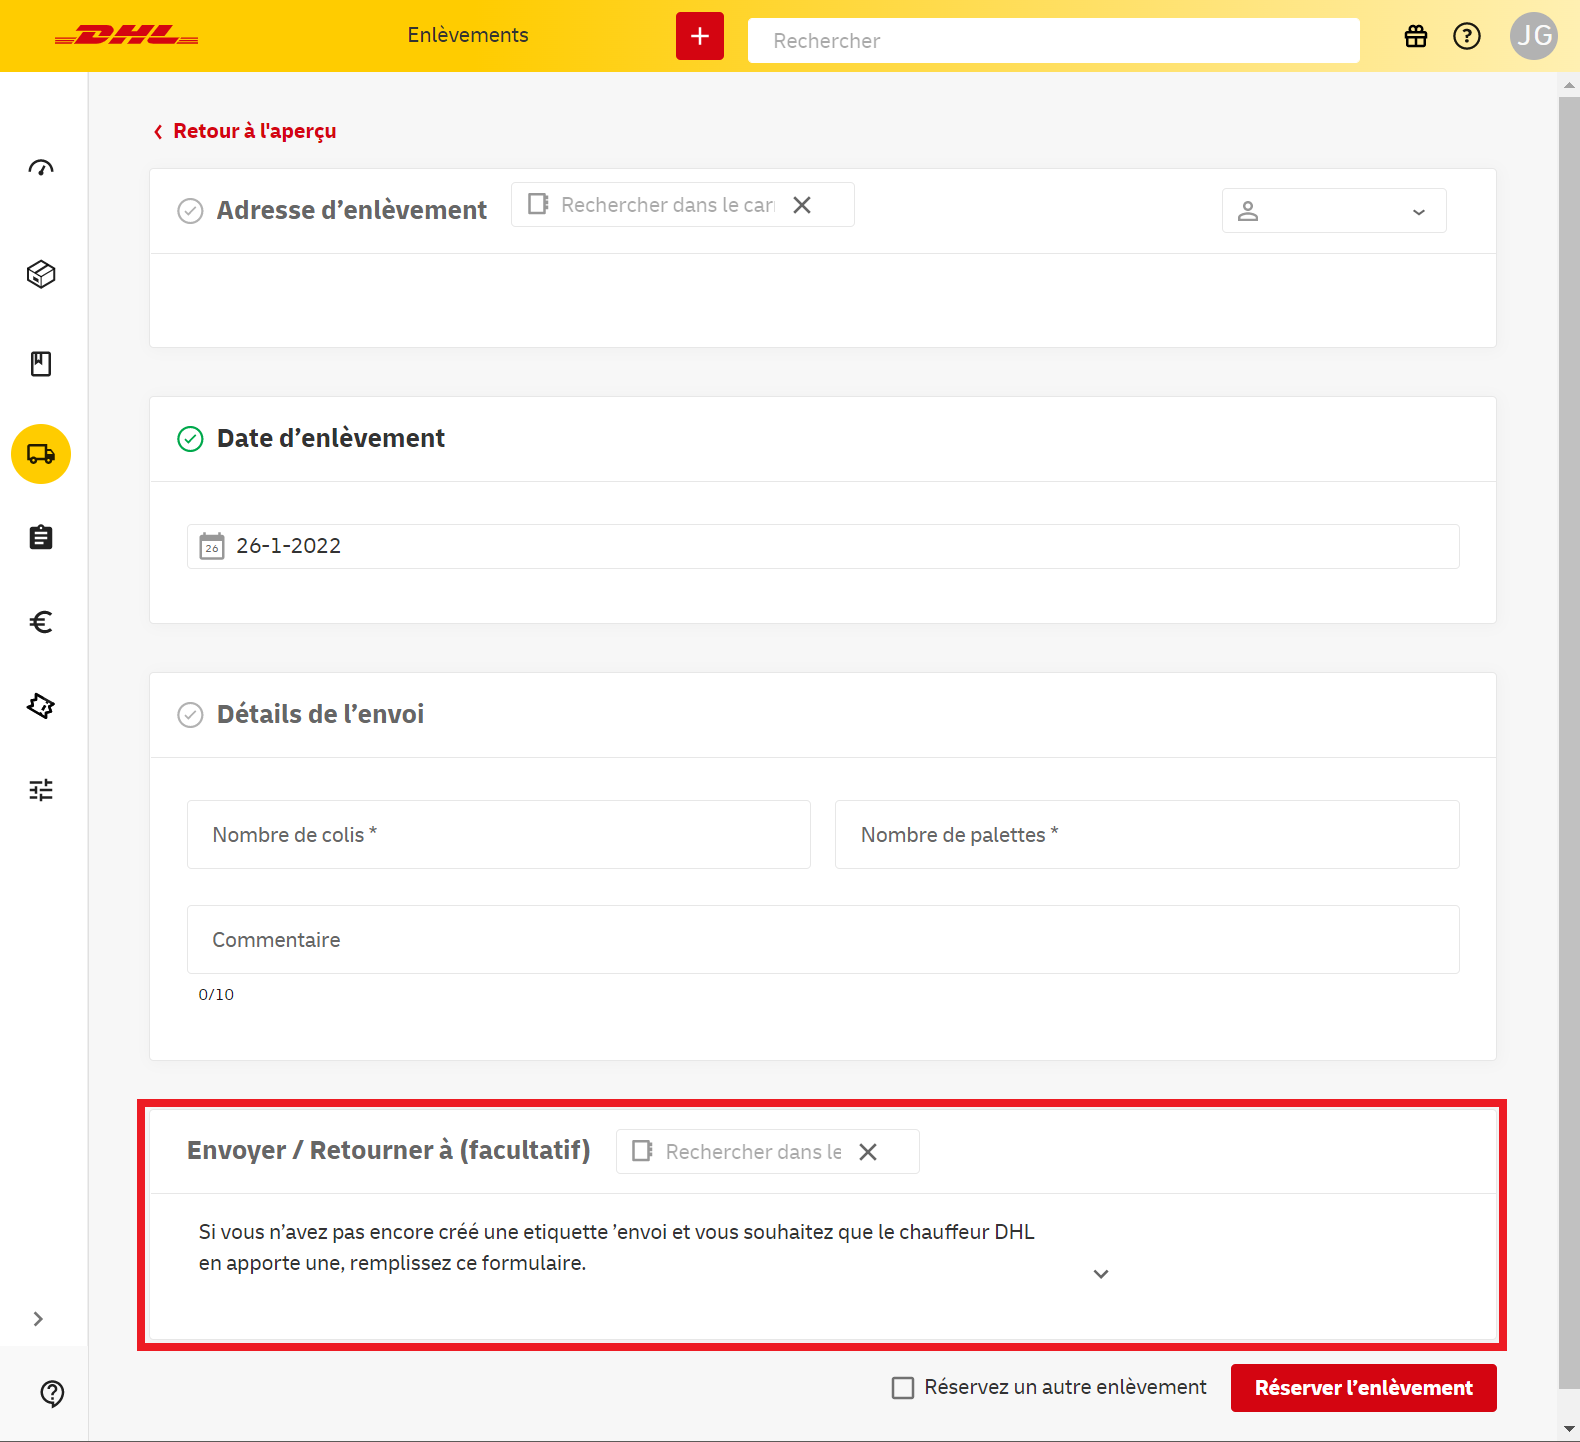 DHL
Enlèvements
+
Rechercher
JG
Retour à l'aperçu
Adresse d’enlèvement
Rechercher dans le car
Date d’enlèvement
26
26-1-2022
Détails de l’envoi
Nombre de colis *
Nombre de palettes *
Commentaire
0/10
Envoyer / Retourner à (facultatif)
Rechercher dans le
Si vous n’avez pas encore créé une etiquette ’envoi et vous souhaitez que le chauffeur DHL
en apporte une, remplissez ce formulaire.
Réservez un autre enlèvement
Réserver l’enlèvement